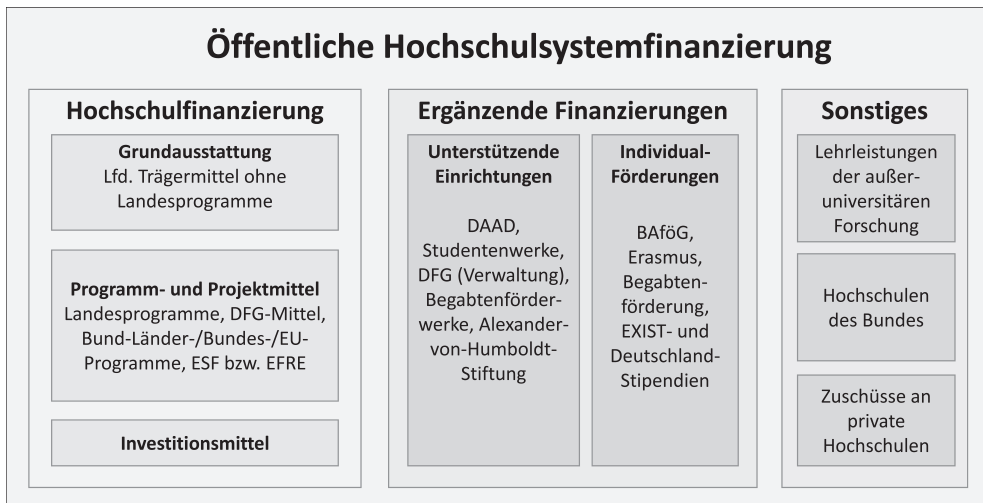 Öffentliche Hochschulsystemfinanzierung
Hochschulfinanzierung
Grundausstattung
Lfd. Trägermittel ohne
Landesprogramme
Programm- und Projektmittel
Landesprogramme, DFG-Mittel,
Bund-Länder-/Bundes-/EU-
Programme, ESF bzw. EFRE
Investitionsmittel
Ergänzende Finanzierungen
Unterstützende
Einrichtungen
DAAD,
Studentenwerke,
DFG (Verwaltung),
Begabtenförder-
werke, Alexander-
von-Humboldt-
Stiftung
Individual-
Förderungen
BAföG,
Erasmus,
Begabten-
förderung,
EXIST- und
Deutschland-
Stipendien
Sonstiges
Lehrleistungen
der außer-
universitären
Forschung
Hochschulen
des Bundes
Zuschüsse an
private
Hochschulen